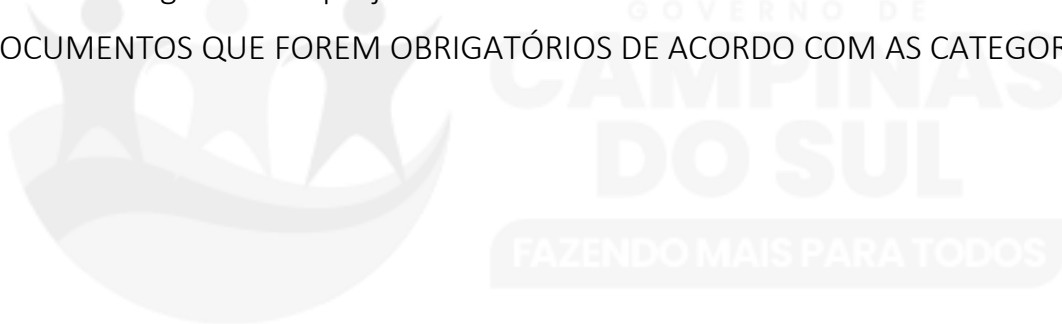 OCUMENTOS QUE FOREM OBRIGATÓRIOS DE ACORDO COM AS CATEGOR
GOVERNO DE
CAMPINAS
DO SUL
FAZENDO MAIS PARA TODOS